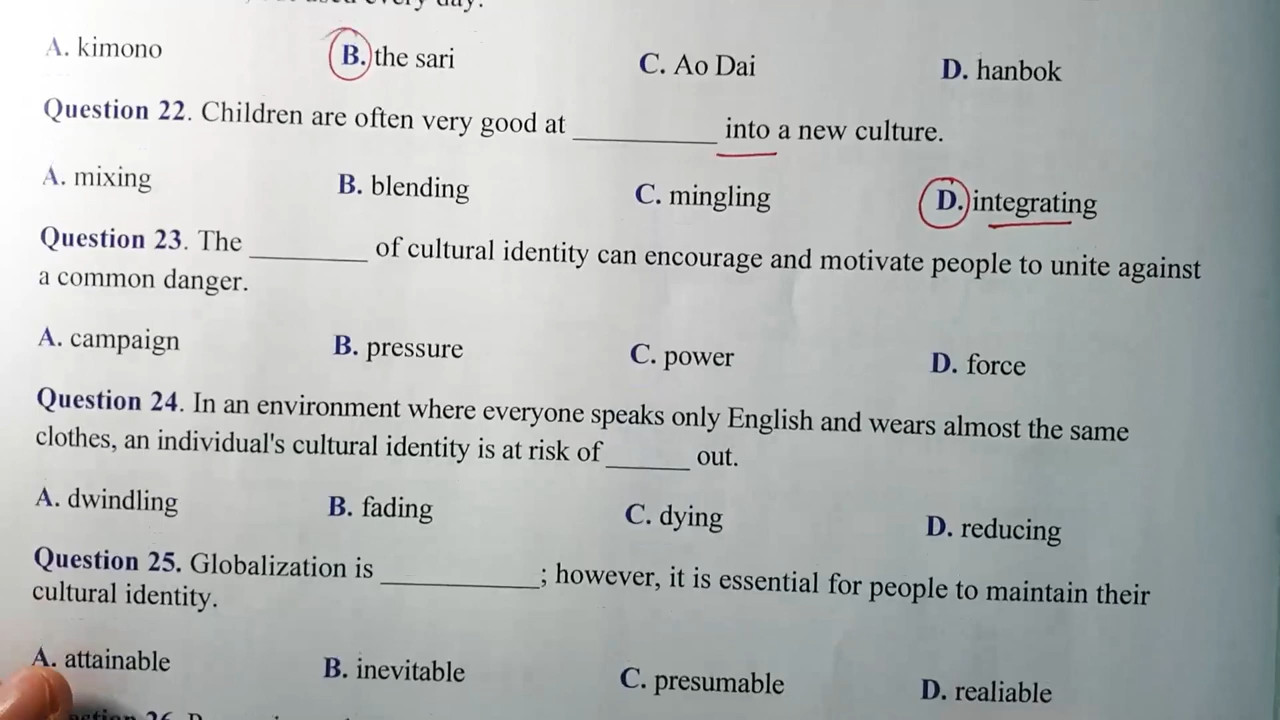 every day.
A. kimono B. the sari C. Ao Dai D. hanbok
Question 22. Children are often very good at __________ into a new culture.
A. mixing B. blending C. mingling D. integrating
Question 23. The ________ of cultural identity can encourage and motivate people to unite against
a common danger.
A. campaign B. pressure C. power D. force
Question 24. In an environment where everyone speaks only English and wears almost the same
clothes, an individual's cultural identity is at risk of ______ out.
A. dwindling B. fading C. dying D. reducing
Question 25. Globalization is ___________; however, it is essential for people to maintain their
cultural identity.
A. attainable B. inevitable C. presumable D. realiable